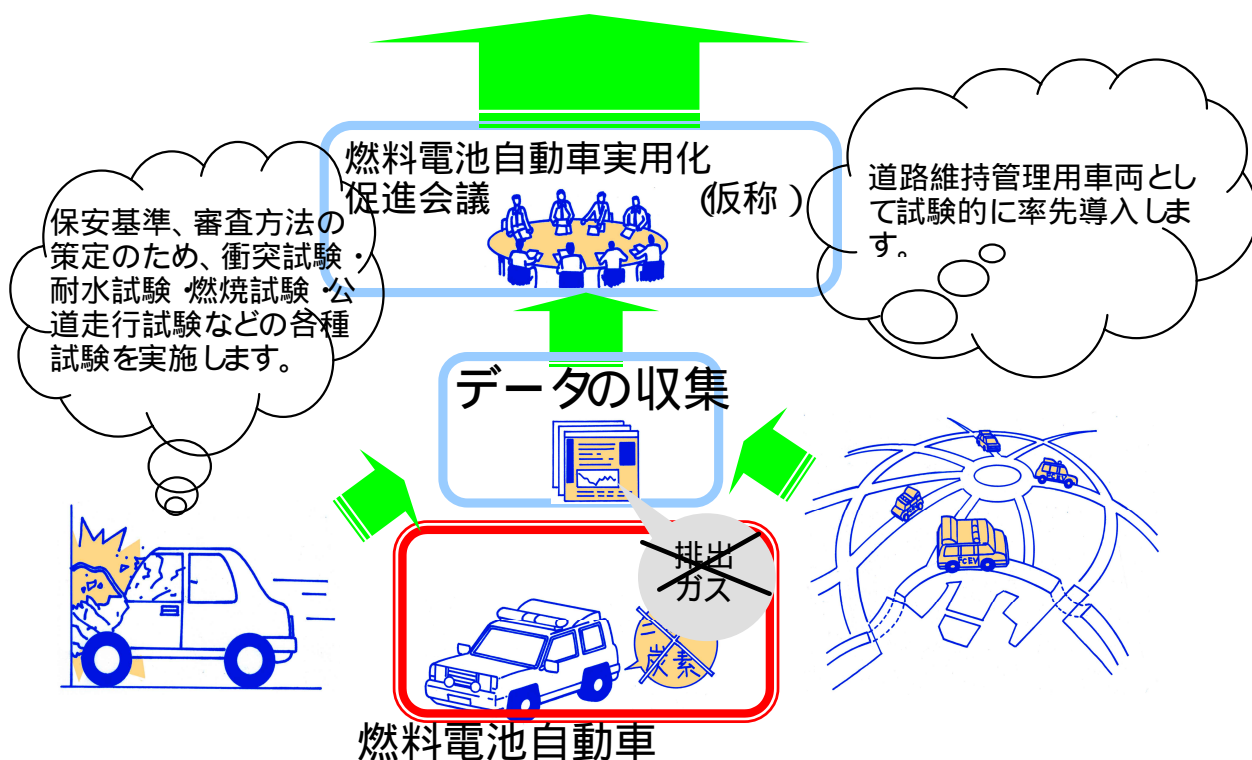 燃料電池自動車実用化
促進会議 (仮称)
保安基準、審査方法の
策定のため、衝突試験・
耐水試験・燃焼試験・公
道走行試験などの各種
試験を実施します。
道路維持管理用車両とし
て試験的に率先導入しま
す。
データの収集
排出
ガス
炭素
FCEV
燃料電池自動車